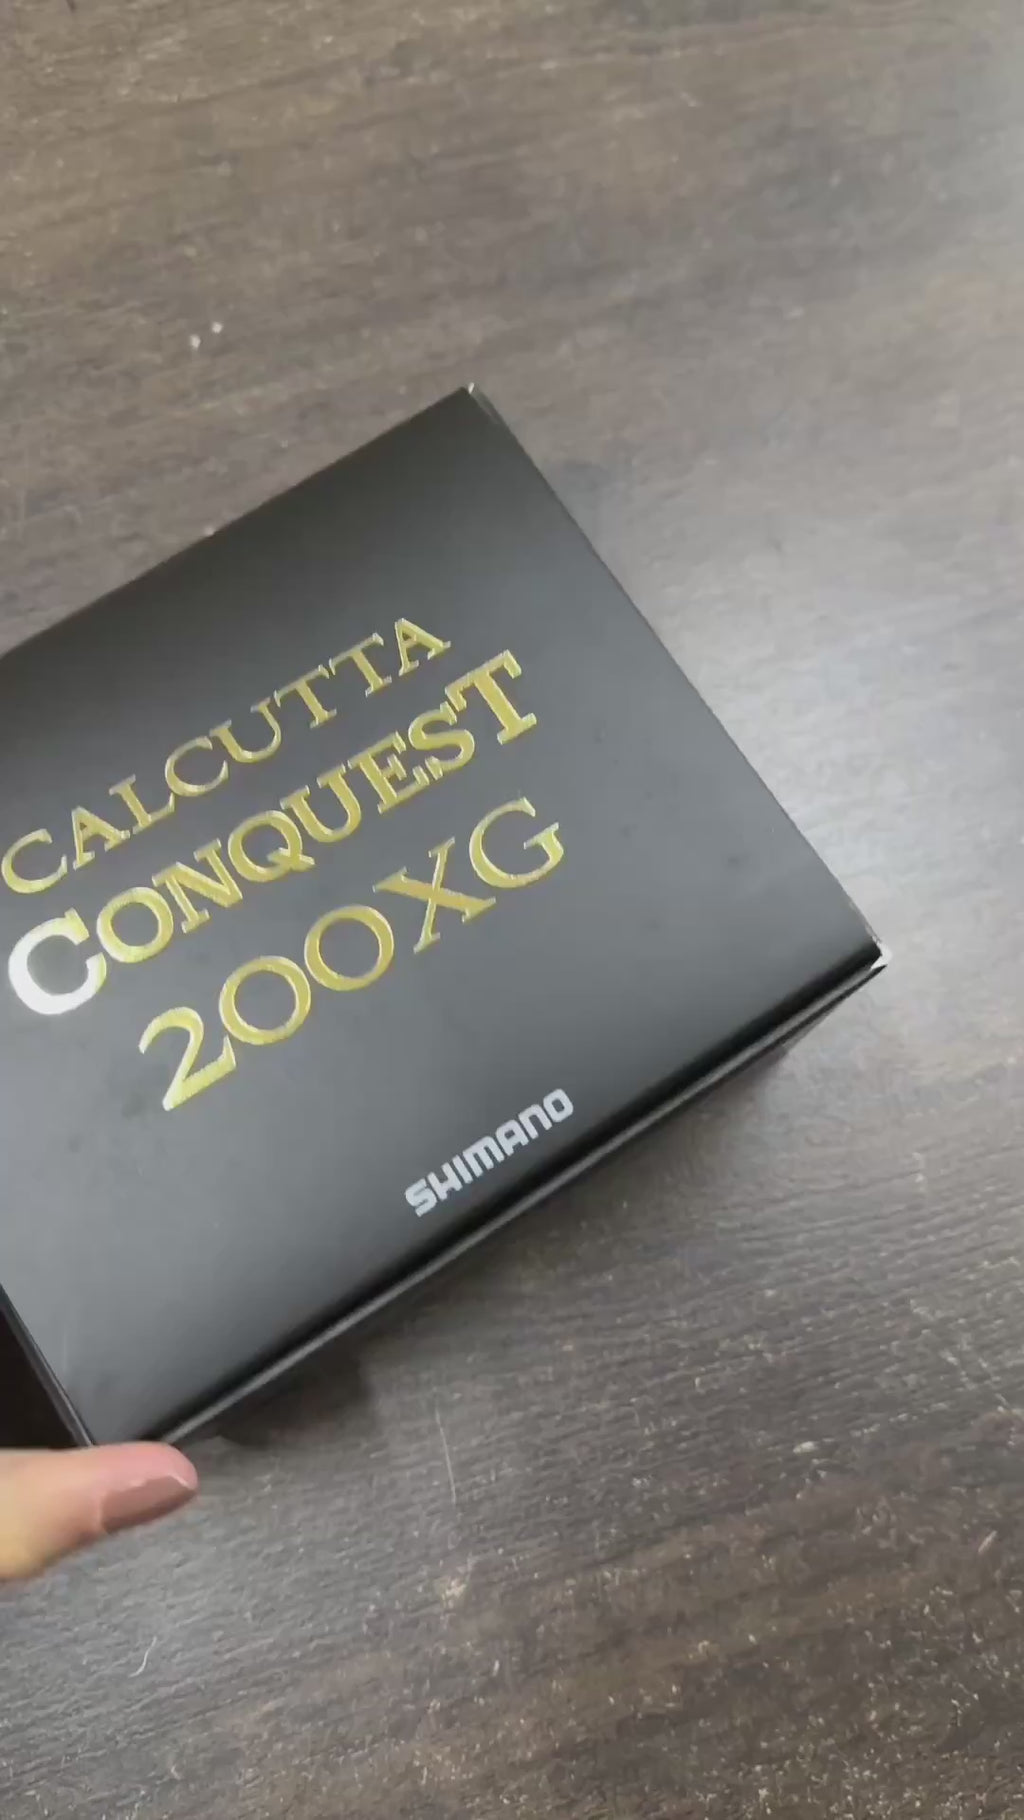 CALCUTTA
CONQUEST
200XG
SHIMANO